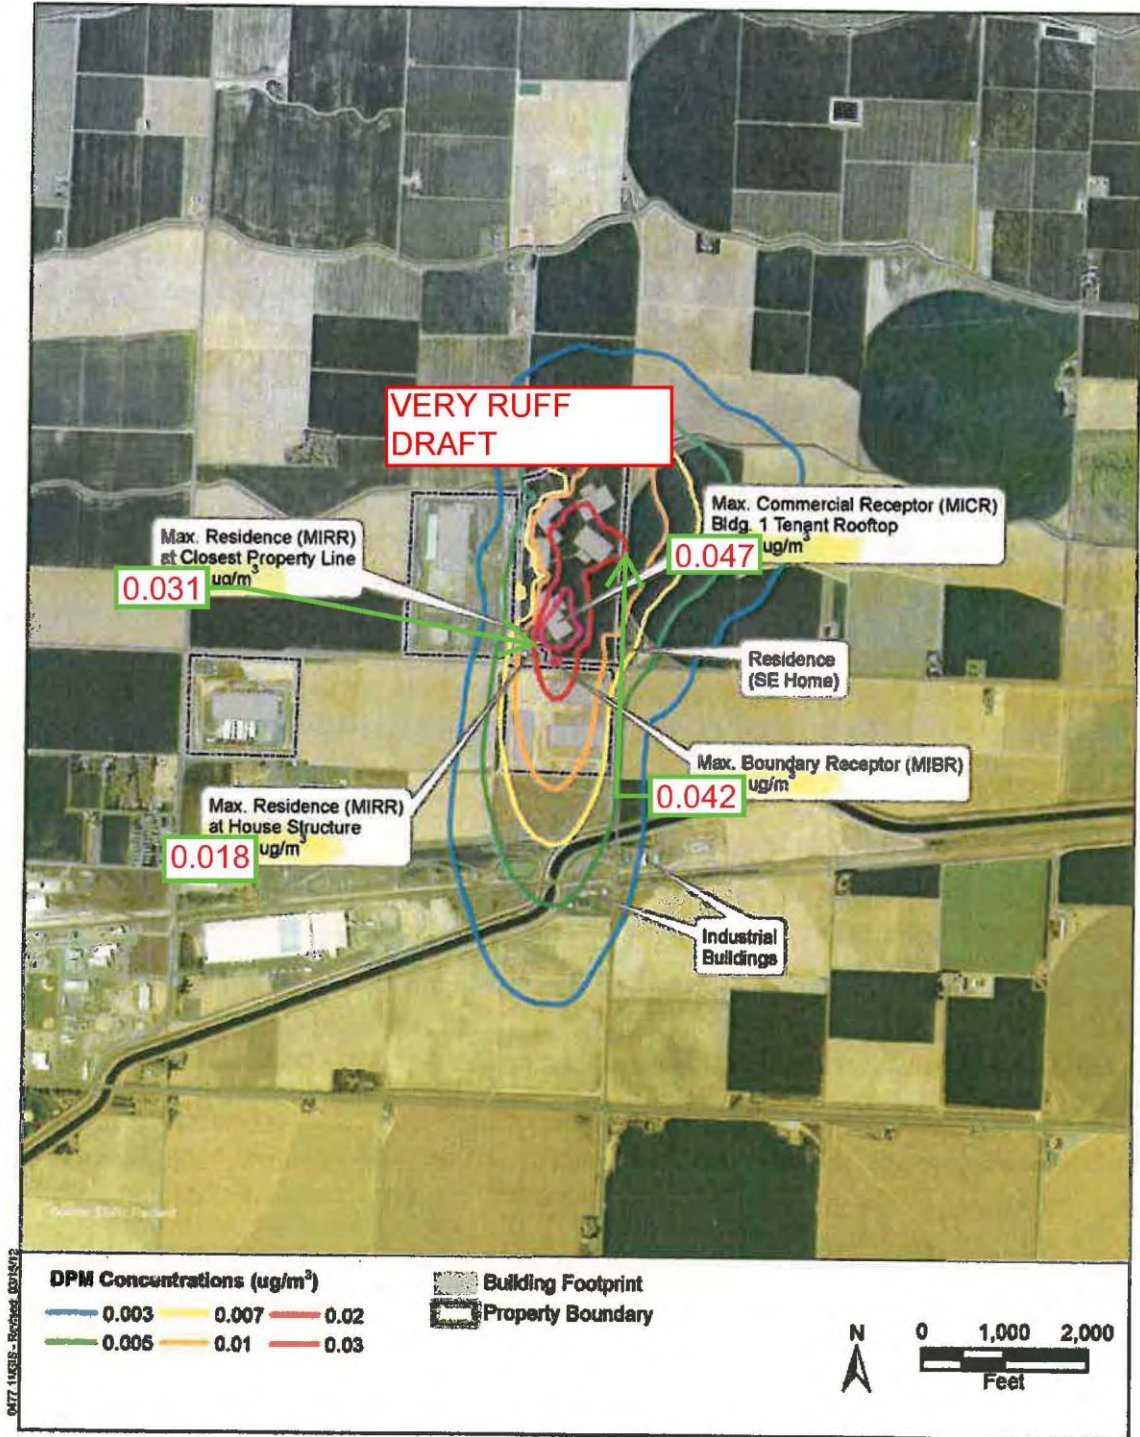 VERY RUFF
DRAFT
Max. Commercial Receptor (MICR)
Bldg. 1 Tenant Rooftop
ug/m³
0.047
Max. Residence (MIRR)
at Closest Property Line
ug/m³
0.031
Residence
(SE Home)
Max. Boundary Receptor (MIBR)
ug/m³
0.042
Max. Residence (MIRR)
at House Structure
ug/m³
0.018
Industrial
Buildings
DPM Concentrations (ug/m³)
0.003 0.007 0.02
0.005 0.01 0.03
Building Footprint
Property Boundary
N
0 1,000 2,000
Feet